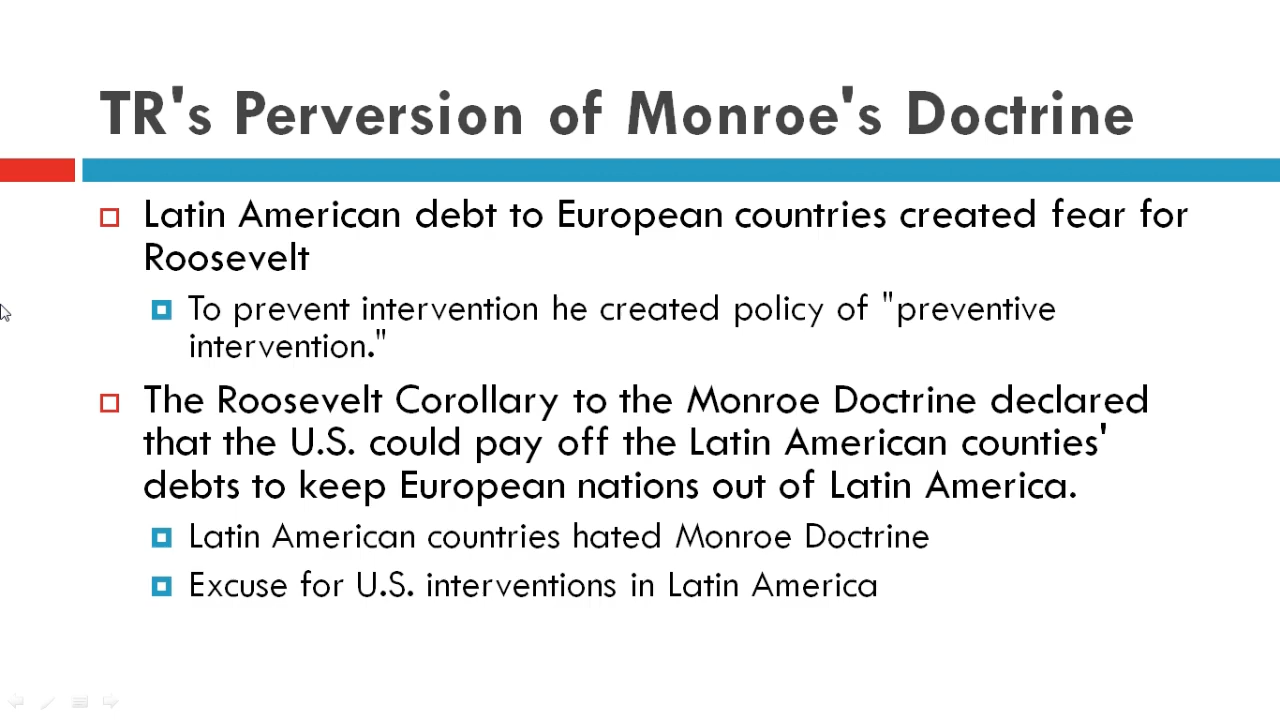 TR's Perversion of Monroe's Doctrine
Latin American debt to European countries created fear for
Roosevelt
To prevent intervention he created policy of "preventive
intervention."
The Roosevelt Corollary to the Monroe Doctrine declared
that the U.S. could pay off the Latin American counties'
debts to keep European nations out of Latin America.
Latin American countries hated Monroe Doctrine
Excuse for U.S. interventions in Latin America